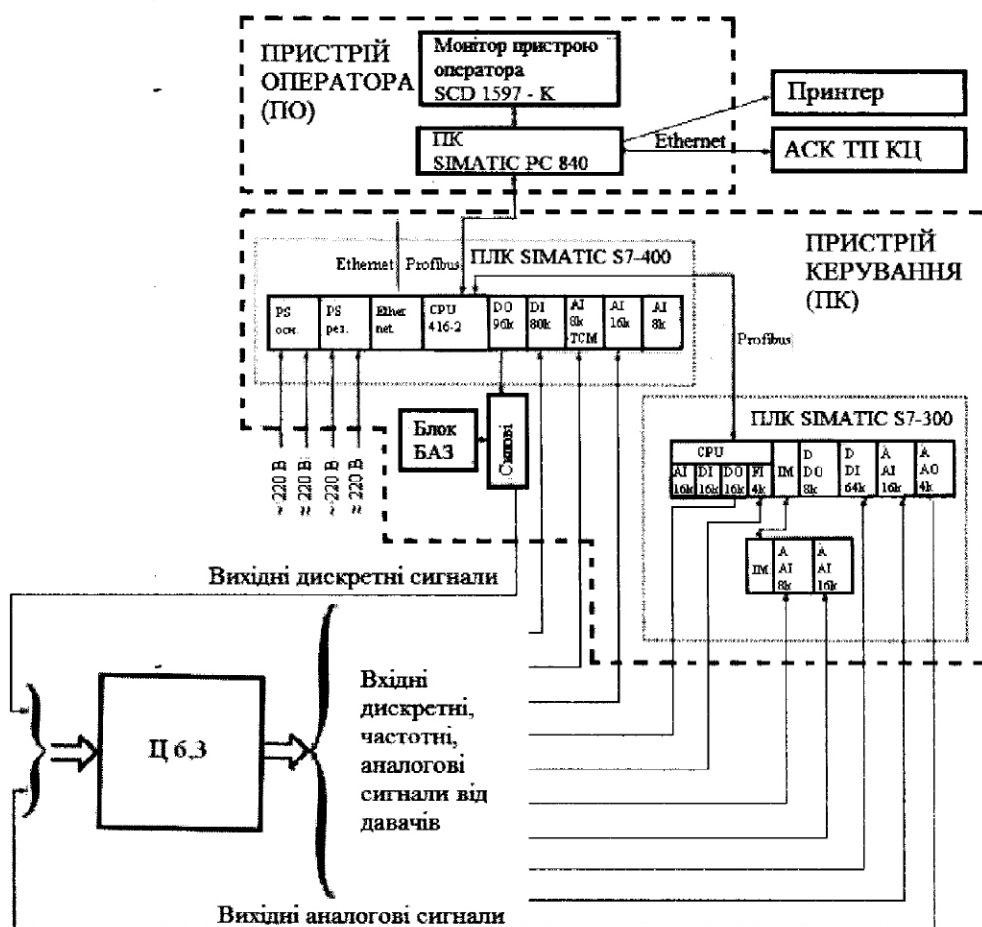 ПРИСТРІЙ
ОПЕРАТОРА
(ПО)
Монітор пристрою
оператора
SCD 1597 - К
ПК
SIMATIC PC 840
Ethernet
Принтер
АСК ТП КЦ
ПРИСТРІЙ
КЕРУВАННЯ
(ПК)
Ethernet
Profibus
ПЛК SIMATIC S7-400
PS
осн.
PS
рез.
Ether
net.
CPU
416-2
DO
96k
DI
80k
AI
8k
TCM
AI
16k
AI
8k
Profibus
Блок
БАЗ
Силові
~220 В
≈ 220 В
~220 В
≈ 220 В
ПЛК SIMATIC S7-300
CPU
AI
16k
DI
16k
DO
16k
FI
4k
IM
D
DO
8k
D
DI
64k
A
AI
16k
A
AO
4k
IM
A
AI
8k
A
AI
16k
Вихідні дискретні сигнали
Ц 6,3
Вхідні
дискретні,
частотні,
аналогові
сигнали від
давачів
Вихідні аналогові сигнали